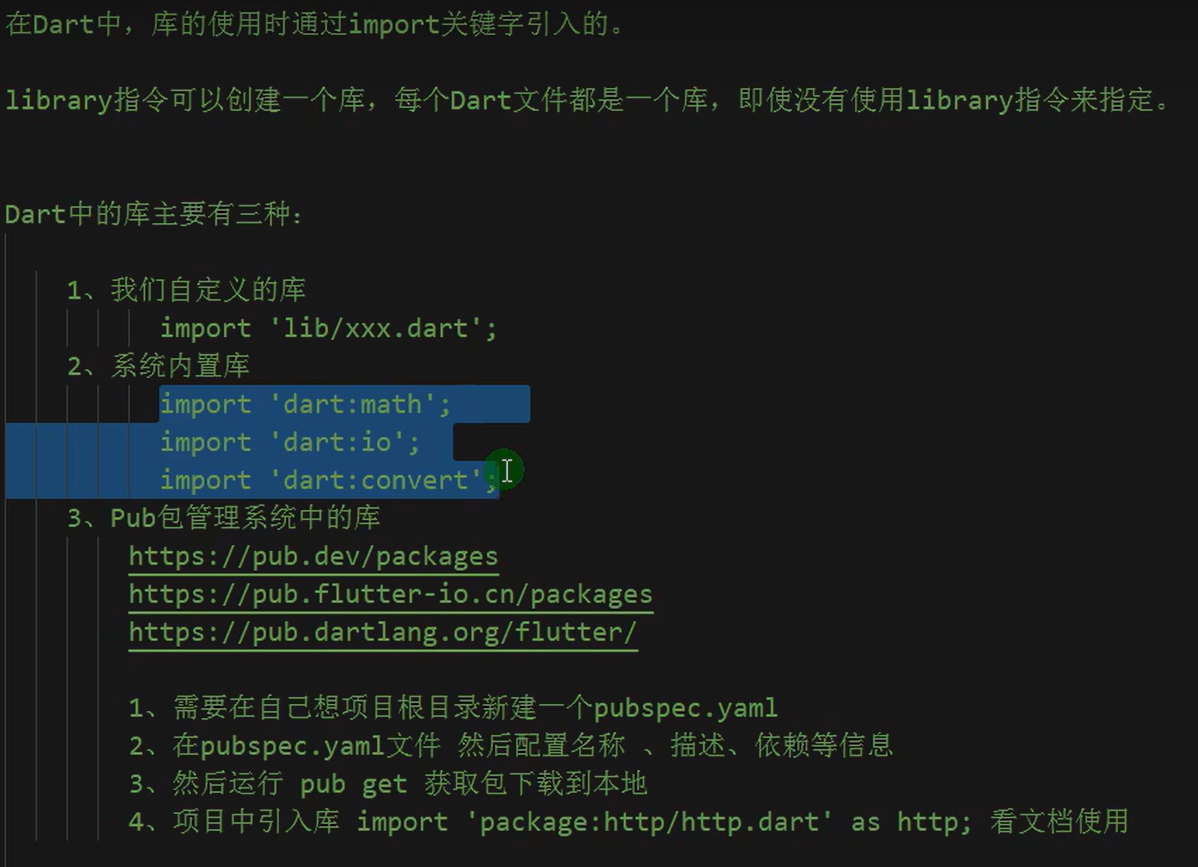 在Dart中，库的使用时通过import关键字引入的。
library指令可以创建一个库，每个Dart文件都是一个库，即使没有使用library指令来指定。
Dart中的库主要有三种：
1、我们自定义的库
import 'lib/xxx.dart';
2、系统内置库
import 'dart:math';
import 'dart:io';
import 'dart:convert';
3、Pub包管理系统中的库
https://pub.dev/packages
https://pub.flutter-io.cn/packages
https://pub.dartlang.org/flutter/
1、需要在自己想项目根目录新建一个pubspec.yaml
2、在pubspec.yaml文件 然后配置名称 、描述、依赖等信息
3、然后运行 pub get 获取包下载到本地
4、项目中引入库 import 'package:http/http.dart' as http; 看文档使用